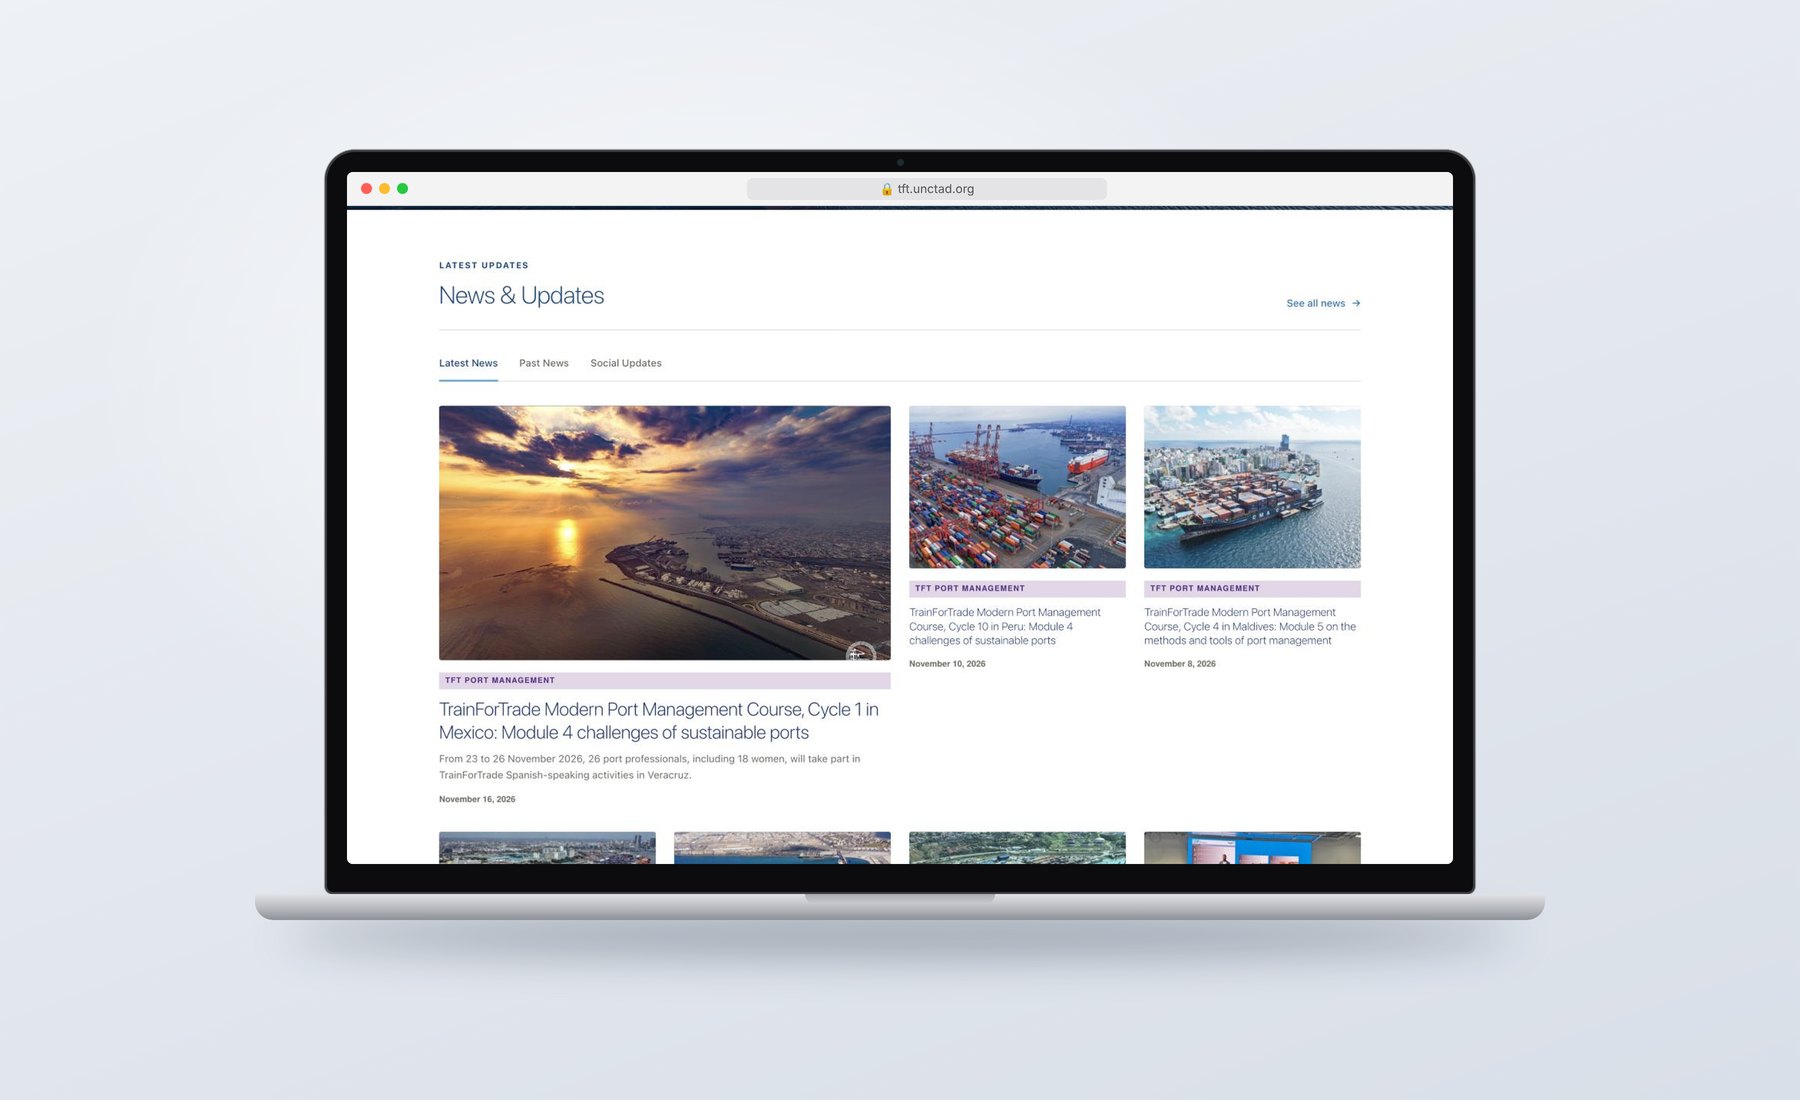 🔒 tft.unctad.org
LATEST UPDATES
News & Updates
See all news →
Latest News
Past News
Social Updates
TFT PORT MANAGEMENT
TrainForTrade Modern Port Management Course, Cycle 1 in
Mexico: Module 4 challenges of sustainable ports
From 23 to 26 November 2026, 26 port professionals, including 18 women, will take part in
TrainForTrade Spanish-speaking activities in Veracruz.
November 16, 2026
TFT PORT MANAGEMENT
TrainForTrade Modern Port Management
Course, Cycle 10 in Peru: Module 4
challenges of sustainable ports
November 10, 2026
TFT PORT MANAGEMENT
TrainForTrade Modern Port Management
Course, Cycle 4 in Maldives: Module 5 on the
methods and tools of port management
November 8, 2026